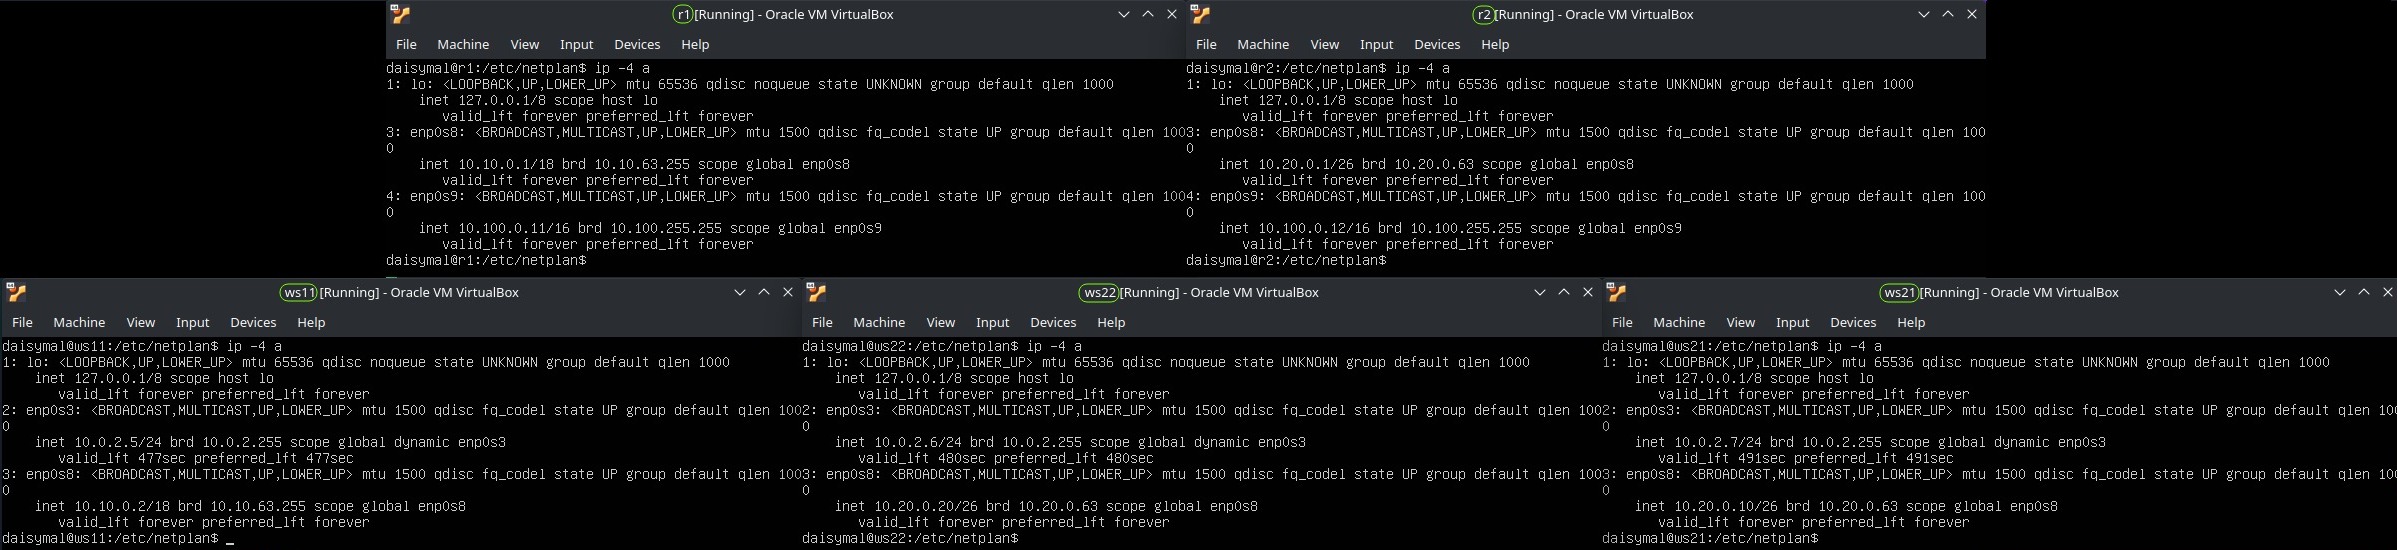 r1 [Running] - Oracle VM VirtualBox
File Machine View Input Devices Help
daisymal@r1:/etc/netplan$ ip -4 a
1: lo: <LOOPBACK,UP,LOWER_UP> mtu 65536 qdisc noqueue state UNKNOWN group default qlen 1000
inet 127.0.0.1/8 scope host lo
valid_lft forever preferred_lft forever
3: enp0s8: <BROADCAST,MULTICAST,UP,LOWER_UP> mtu 1500 qdisc fq_codel state UP group default qlen 100
0
inet 10.10.0.1/18 brd 10.10.63.255 scope global enp0s8
valid_lft forever preferred_lft forever
4: enp0s9: <BROADCAST,MULTICAST,UP,LOWER_UP> mtu 1500 qdisc fq_codel state UP group default qlen 100
0
inet 10.100.0.11/16 brd 10.100.255.255 scope global enp0s9
valid_lft forever preferred_lft forever
daisymal@r1:/etc/netplan$
r2 [Running] - Oracle VM VirtualBox
File Machine View Input Devices Help
daisymal@r2:/etc/netplan$ ip -4 a
1: lo: <LOOPBACK,UP,LOWER_UP> mtu 65536 qdisc noqueue state UNKNOWN group default qlen 1000
inet 127.0.0.1/8 scope host lo
valid_lft forever preferred_lft forever
3: enp0s8: <BROADCAST,MULTICAST,UP,LOWER_UP> mtu 1500 qdisc fq_codel state UP group default qlen 100
0
inet 10.20.0.1/26 brd 10.20.0.63 scope global enp0s8
valid_lft forever preferred_lft forever
4: enp0s9: <BROADCAST,MULTICAST,UP,LOWER_UP> mtu 1500 qdisc fq_codel state UP group default qlen 100
0
inet 10.100.0.12/16 brd 10.100.255.255 scope global enp0s9
valid_lft forever preferred_lft forever
daisymal@r2:/etc/netplan$
ws11 [Running] - Oracle VM VirtualBox
File Machine View Input Devices Help
daisymal@ws11:/etc/netplan$ ip -4 a
1: lo: <LOOPBACK,UP,LOWER_UP> mtu 65536 qdisc noqueue state UNKNOWN group default qlen 1000
inet 127.0.0.1/8 scope host lo
valid_lft forever preferred_lft forever
2: enp0s3: <BROADCAST,MULTICAST,UP,LOWER_UP> mtu 1500 qdisc fq_codel state UP group default qlen 100
0
inet 10.0.2.5/24 brd 10.0.2.255 scope global dynamic enp0s3
valid_lft 477sec preferred_lft 477sec
3: enp0s8: <BROADCAST,MULTICAST,UP,LOWER_UP> mtu 1500 qdisc fq_codel state UP group default qlen 100
0
inet 10.10.0.2/18 brd 10.10.63.255 scope global enp0s8
valid_lft forever preferred_lft forever
daisymal@ws11:/etc/netplan$ _
ws22 [Running] - Oracle VM VirtualBox
File Machine View Input Devices Help
daisymal@ws22:/etc/netplan$ ip -4 a
1: lo: <LOOPBACK,UP,LOWER_UP> mtu 65536 qdisc noqueue state UNKNOWN group default qlen 1000
inet 127.0.0.1/8 scope host lo
valid_lft forever preferred_lft forever
2: enp0s3: <BROADCAST,MULTICAST,UP,LOWER_UP> mtu 1500 qdisc fq_codel state UP group default qlen 100
0
inet 10.0.2.6/24 brd 10.0.2.255 scope global dynamic enp0s3
valid_lft 480sec preferred_lft 480sec
3: enp0s8: <BROADCAST,MULTICAST,UP,LOWER_UP> mtu 1500 qdisc fq_codel state UP group default qlen 100
0
inet 10.20.0.20/26 brd 10.20.0.63 scope global enp0s8
valid_lft forever preferred_lft forever
daisymal@ws22:/etc/netplan$
ws21 [Running] - Oracle VM VirtualBox
File Machine View Input Devices Help
daisymal@ws21:/etc/netplan$ ip -4 a
1: lo: <LOOPBACK,UP,LOWER_UP> mtu 65536 qdisc noqueue state UNKNOWN group default qlen 1000
inet 127.0.0.1/8 scope host lo
valid_lft forever preferred_lft forever
2: enp0s3: <BROADCAST,MULTICAST,UP,LOWER_UP> mtu 1500 qdisc fq_codel state UP group default qlen 100
0
inet 10.0.2.7/24 brd 10.0.2.255 scope global dynamic enp0s3
valid_lft 491sec preferred_lft 491sec
3: enp0s8: <BROADCAST,MULTICAST,UP,LOWER_UP> mtu 1500 qdisc fq_codel state UP group default qlen 100
0
inet 10.20.0.10/26 brd 10.20.0.63 scope global enp0s8
valid_lft forever preferred_lft forever
daisymal@ws21:/etc/netplan$